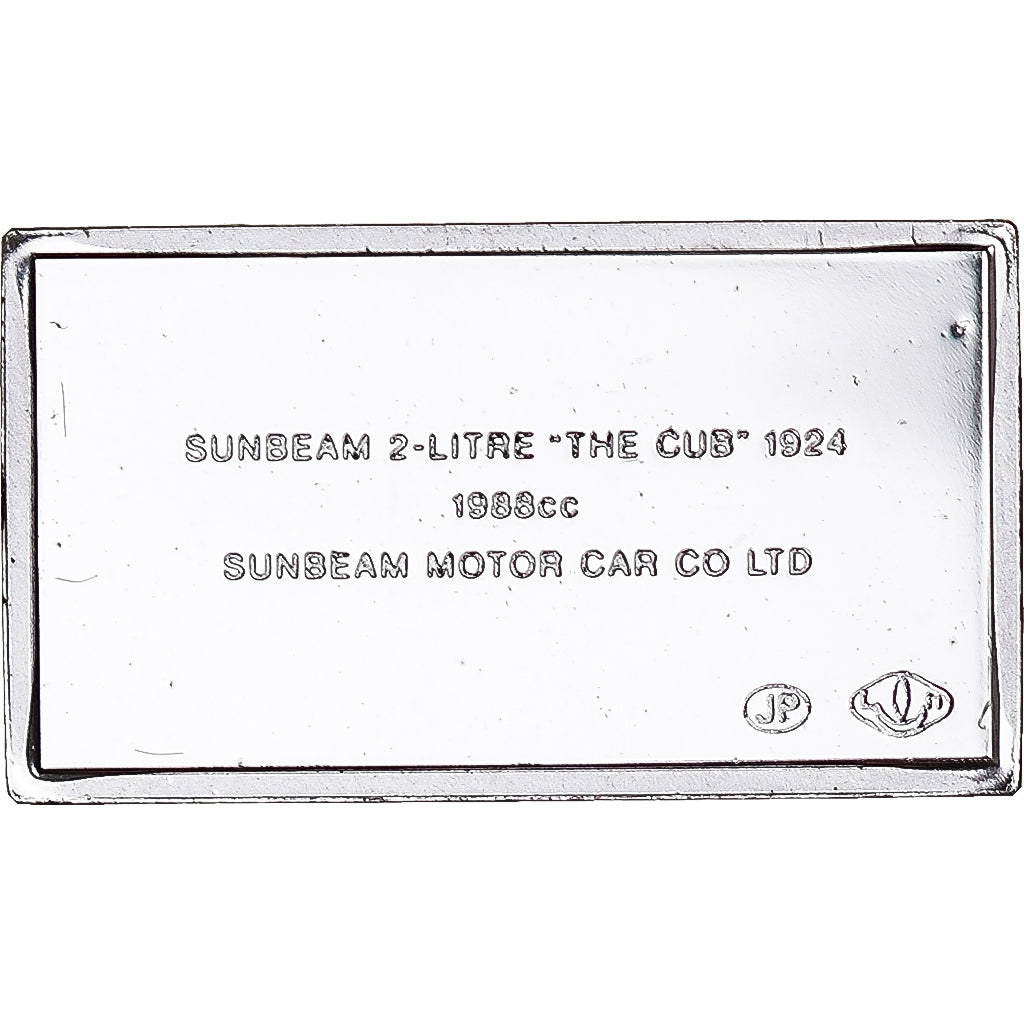 SUNBEAM 2-LITRE "THE CUB" 1924
1988cc
SUNBEAM MOTOR CAR CO LTD
JP